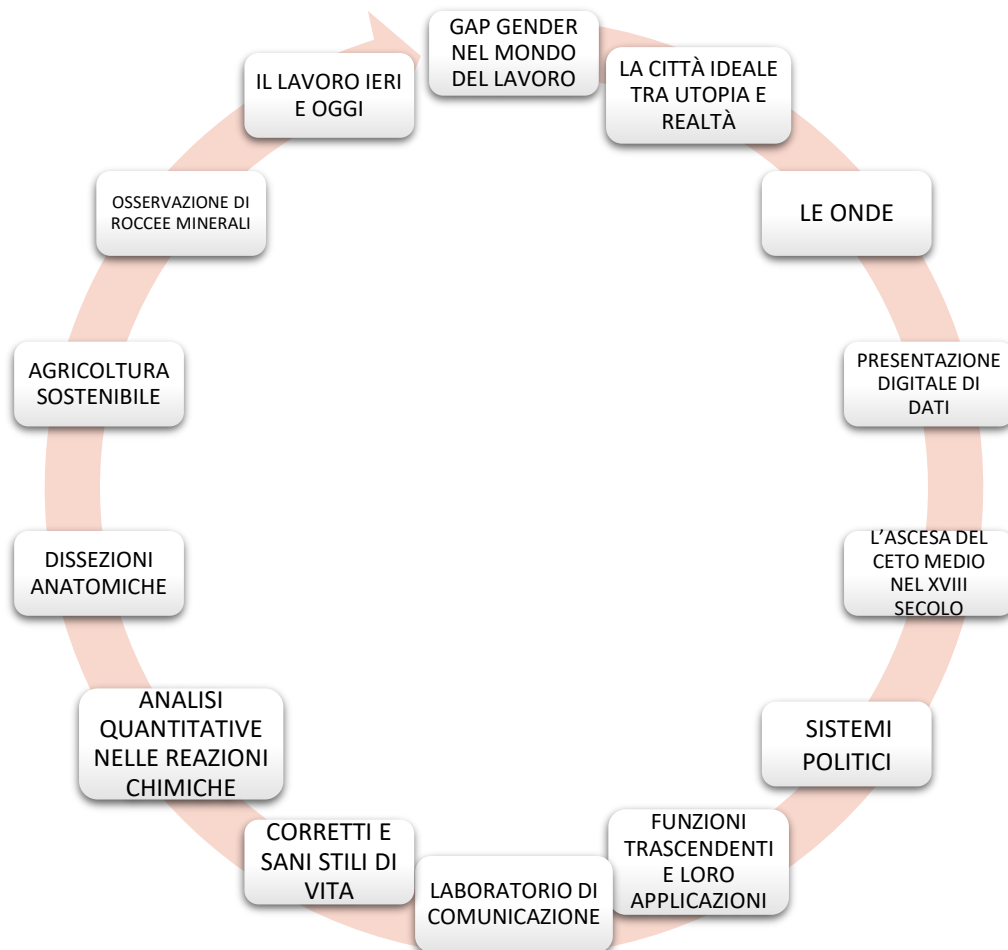 GAP GENDER
NEL MONDO
DEL LAVORO
LA CITTÀ IDEALE
TRA UTOPIA E
REALTÀ
LE ONDE
PRESENTAZIONE
DIGITALE DI
DATI
L'ASCESA DEL
CETO MEDIO
NEL XVIII
SECOLO
SISTEMI
POLITICI
FUNZIONI
TRASCENDENTI
E LORO
APPLICAZIONI
LABORATORIO DI
COMUNICAZIONE
CORRETTI E
SANI STILI DI
VITA
ANALISI
QUANTITATIVE
NELLE REAZIONI
CHIMICHE
DISSEZIONI
ANATOMICHE
AGRICOLTURA
SOSTENIBILE
OSSERVAZIONE DI
ROCCEE MINERALI
IL LAVORO IERI
E OGGI